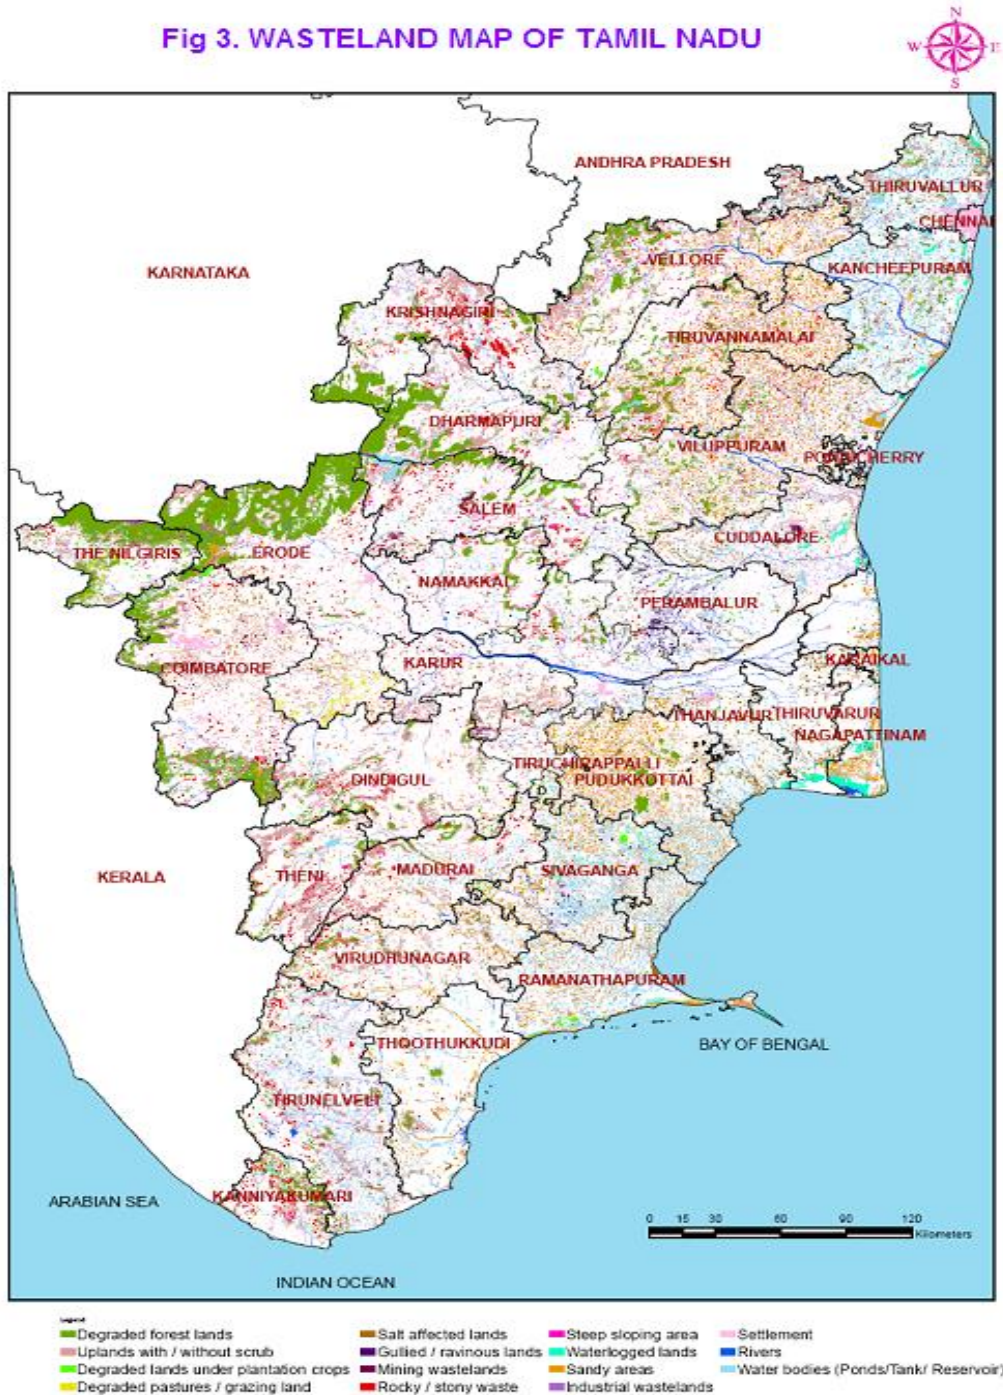 Fig 3. WASTELAND MAP OF TAMIL NADU
N
W E
S
ANDHRA PRADESH
THIRUVALLUR
CHENNAI
KARNATAKA
VELLORE
KANCHEEPURAM
KRISHNAGIRI
TIRUVANNAMALAI
DHARMAPURI
VILUPPURAM
PONDICHERRY
SALEM
CUDDALORE
THE NILGIRIS
ERODE
NAMAKKAL
PERAMBALUR
COIMBATORE
KARUR
KARAIKAL
THANJAVUR
THIRUVARUR
NAGAPATTINAM
TIRUCHIRAPPALLI
DINDIGUL
PUDUKKOTTAI
KERALA
THENI
MADURAI
SIVAGANGA
VIRUDHUNAGAR
RAMANATHAPURAM
THOOTHUKKUDI
BAY OF BENGAL
TIRUNELVELI
KANNIYAKUMARI
ARABIAN SEA
0 15 30 60 90 120
Kilometers
INDIAN OCEAN
Legend
Degraded forest lands
Uplands with / without scrub
Degraded lands under plantation crops
Degraded pastures / grazing land
Salt affected lands
Gullied / ravinous lands
Mining wastelands
Rocky / stony waste
Steep sloping area
Waterlogged lands
Sandy areas
Industrial wastelands
Settlement
Rivers
Water bodies (Ponds/Tank/ Reservoir)